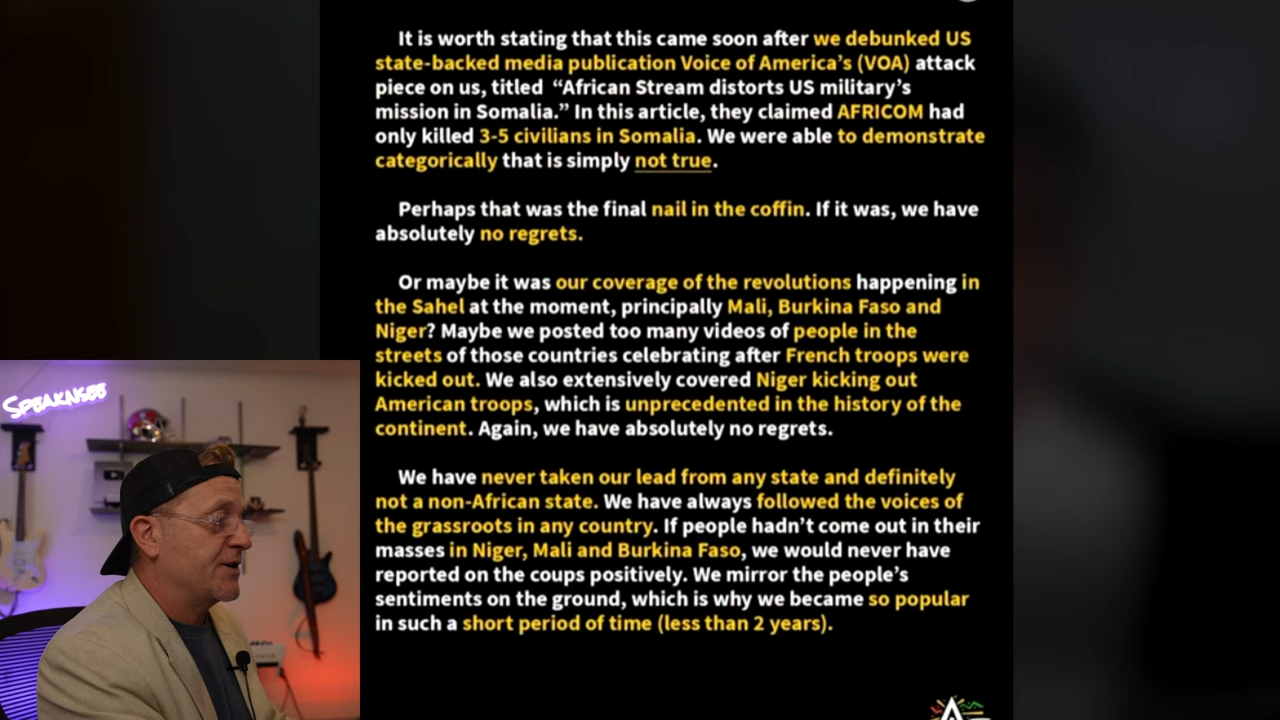 It is worth stating that this came soon after we debunked US
state-backed media publication Voice of America's (VOA) attack
piece on us, titled "African Stream distorts US military's
mission in Somalia." In this article, they claimed AFRICOM had
only killed 3-5 civilians in Somalia. We were able to demonstrate
categorically that is simply not true.
Perhaps that was the final nail in the coffin. If it was, we have
absolutely no regrets.
Or maybe it was our coverage of the revolutions happening in
the Sahel at the moment, principally Mali, Burkina Faso and
Niger? Maybe we posted too many videos of people in the
streets of those countries celebrating after French troops were
kicked out. We also extensively covered Niger kicking out
American troops, which is unprecedented in the history of the
continent. Again, we have absolutely no regrets.
We have never taken our lead from any state and definitely
not a non-African state. We have always followed the voices of
the grassroots in any country. If people hadn't come out in their
masses in Niger, Mali and Burkina Faso, we would never have
reported on the coups positively. We mirror the people's
sentiments on the ground, which is why we became so popular
in such a short period of time (less than 2 years).
SPEAKNSEE